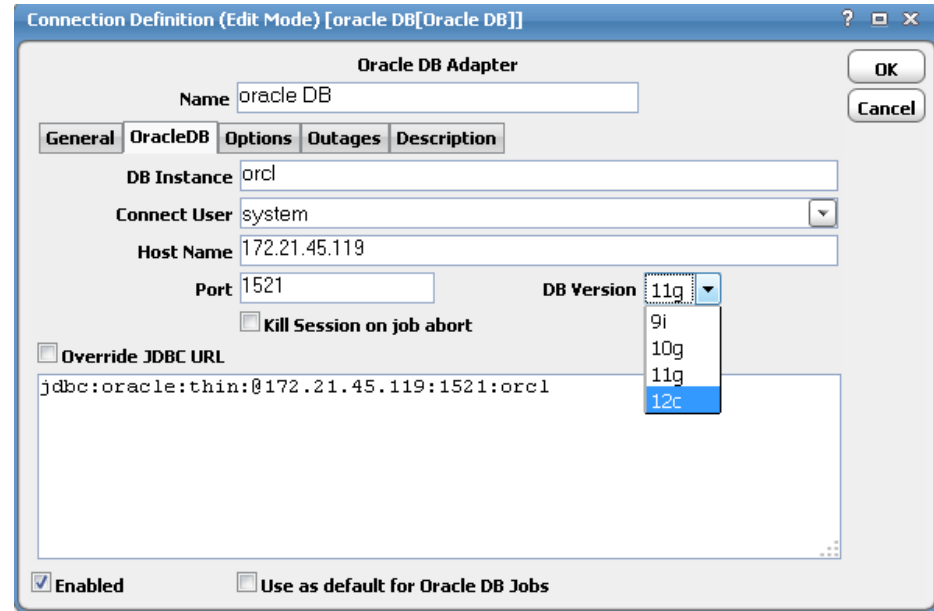 Connection Definition (Edit Mode) [oracle DB[Oracle DB]] ?
Oracle DB Adapter
OK
Name oracle DB
Cancel
General OracleDB Options Outages Description
DB Instance orcl
Connect User system
Host Name 172.21.45.119
Port 1521 DB Version 11g
Kill Session on job abort
9i
10g
11g
12c
Override JDBC URL
jdbc:oracle:thin:@172.21.45.119:1521:orcl
Enabled Use as default for Oracle DB Jobs